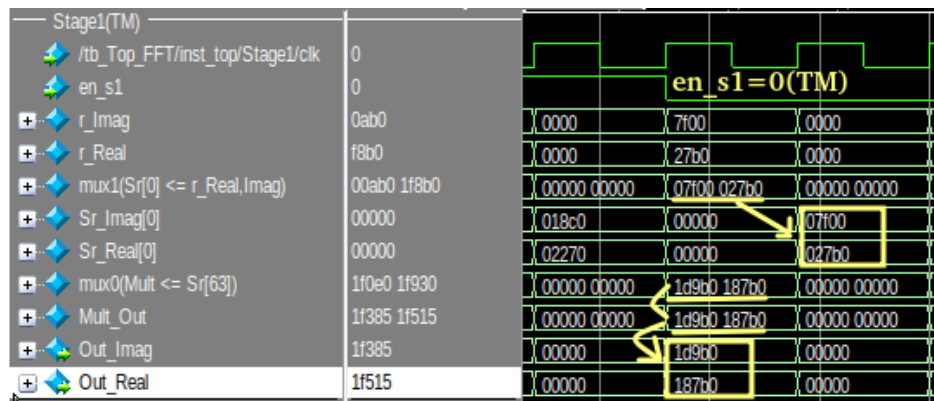 Stage1(TM)
/tb_Top_FFT/inst_top/Stage1/clk 0
en_s1 0 en_s1=0(TM)
r_Imag 0ab0 0000 7f00 0000
r_Real f8b0 0000 27b0 0000
mux1(Sr[0] <= r_Real,Imag) 00ab0 1f8b0 00000 00000 07f00 027b0 00000 00000
Sr_Imag[0] 00000 018c0 00000 07f00
Sr_Real[0] 00000 02270 00000 027b0
mux0(Mult <= Sr[63]) 1f0e0 1f930 00000 00000 1d9b0 187b0 00000 00000
Mult_Out 1f385 1f515 00000 00000 1d9b0 187b0 00000 00000
Out_Imag 1f385 00000 1d9b0 00000
Out_Real 1f515 00000 187b0 00000